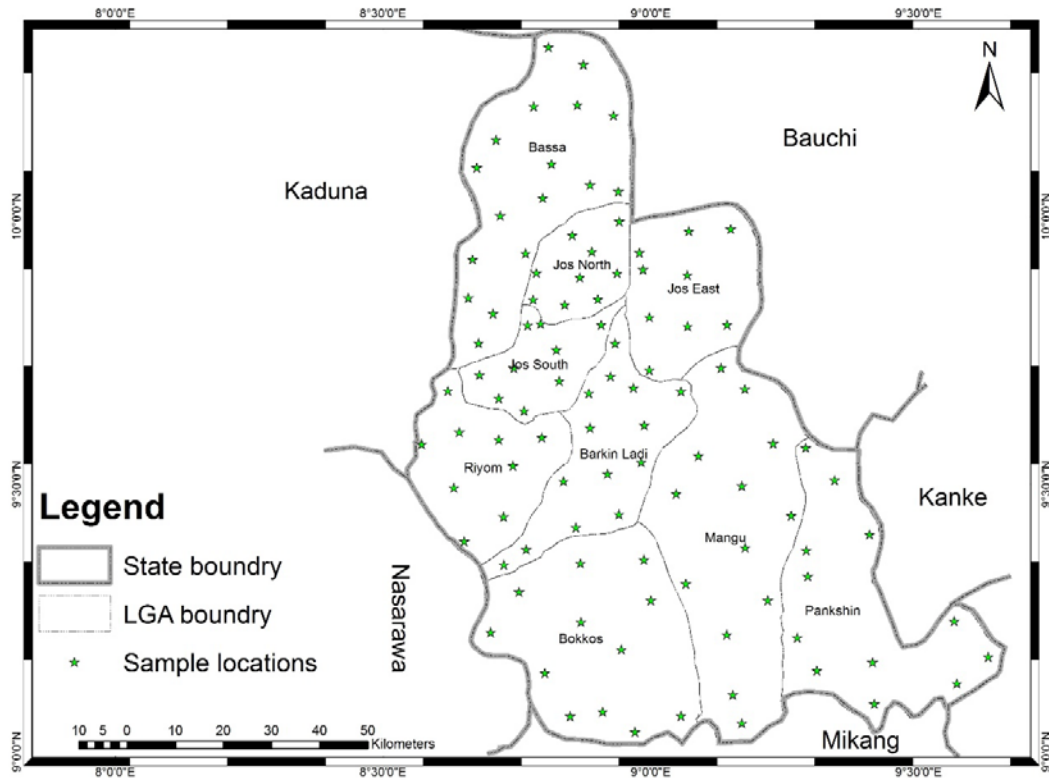 8°0'0"E
8°30'0"E
9°0'0"E
9°30'0"E
N
Bauchi
Bassa
Kaduna
10°0'0"N
10°0'0"N
Jos North
Jos East
Jos South
Barkin Ladi
Riyom
9°30'0"N
9°30'0"N
Kanke
Legend
Mangu
State boundry
Nasarawa
LGA boundry
Pankshin
Bokkos
Sample locations
10 5 0 10 20 30 40 50
Kilometers
Mikang
9°0'0"N
9°0'0"N
8°0'0"E
8°30'0"E
9°0'0"E
9°30'0"E